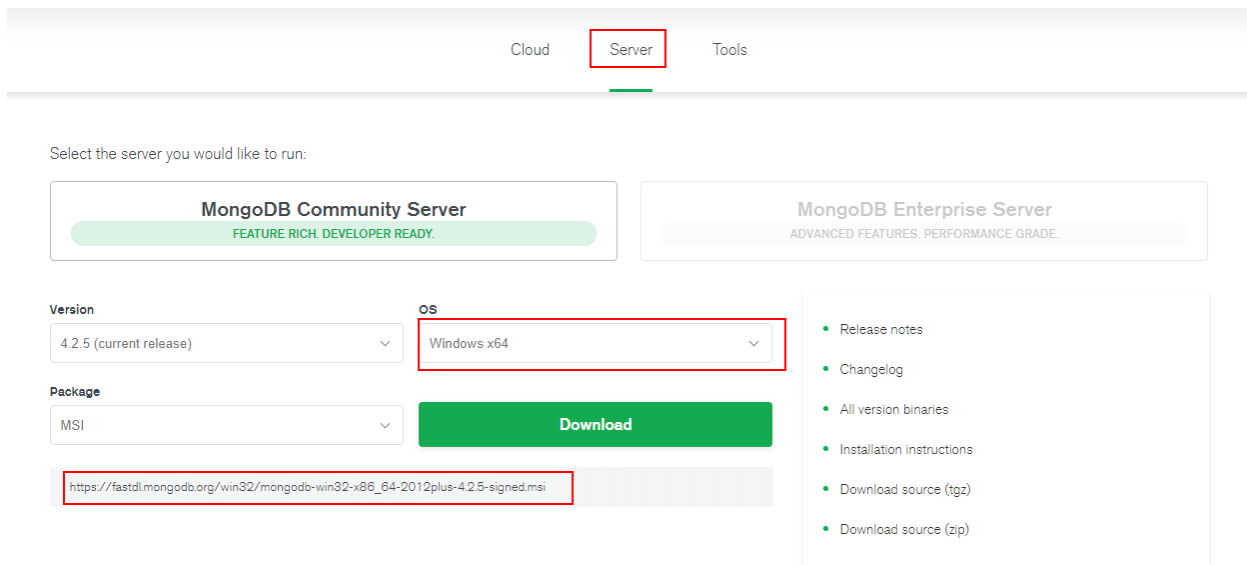 Cloud Server Tools
Select the server you would like to run:
MongoDB Community Server
FEATURE RICH. DEVELOPER READY.
MongoDB Enterprise Server
ADVANCED FEATURES. PERFORMANCE GRADE.
Version
4.2.5 (current release)
OS
Windows x64
Package
MSI
Download
https://fastdl.mongodb.org/win32/mongodb-win32-x86_64-2012plus-4.2.5-signed.msi
Release notes
Changelog
All version binaries
Installation instructions
Download source (tgz)
Download source (zip)